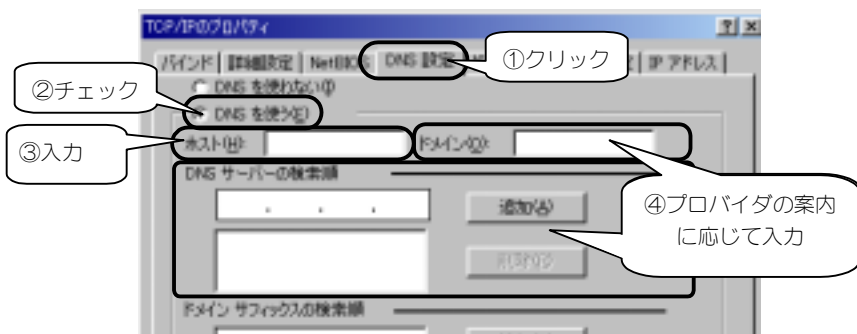 TCP/IPのプロパティ
バインド 詳細設定 NetBIOS DNS 設定 IP アドレス
①クリック
DNS を使わない(I)
②チェック
DNS を使う(E)
③入力
ホスト(H): ドメイン(O):
DNS サーバーの検索順
追加(A)
④プロバイダの案内
に応じて入力
ドメイン サフィックスの検索順